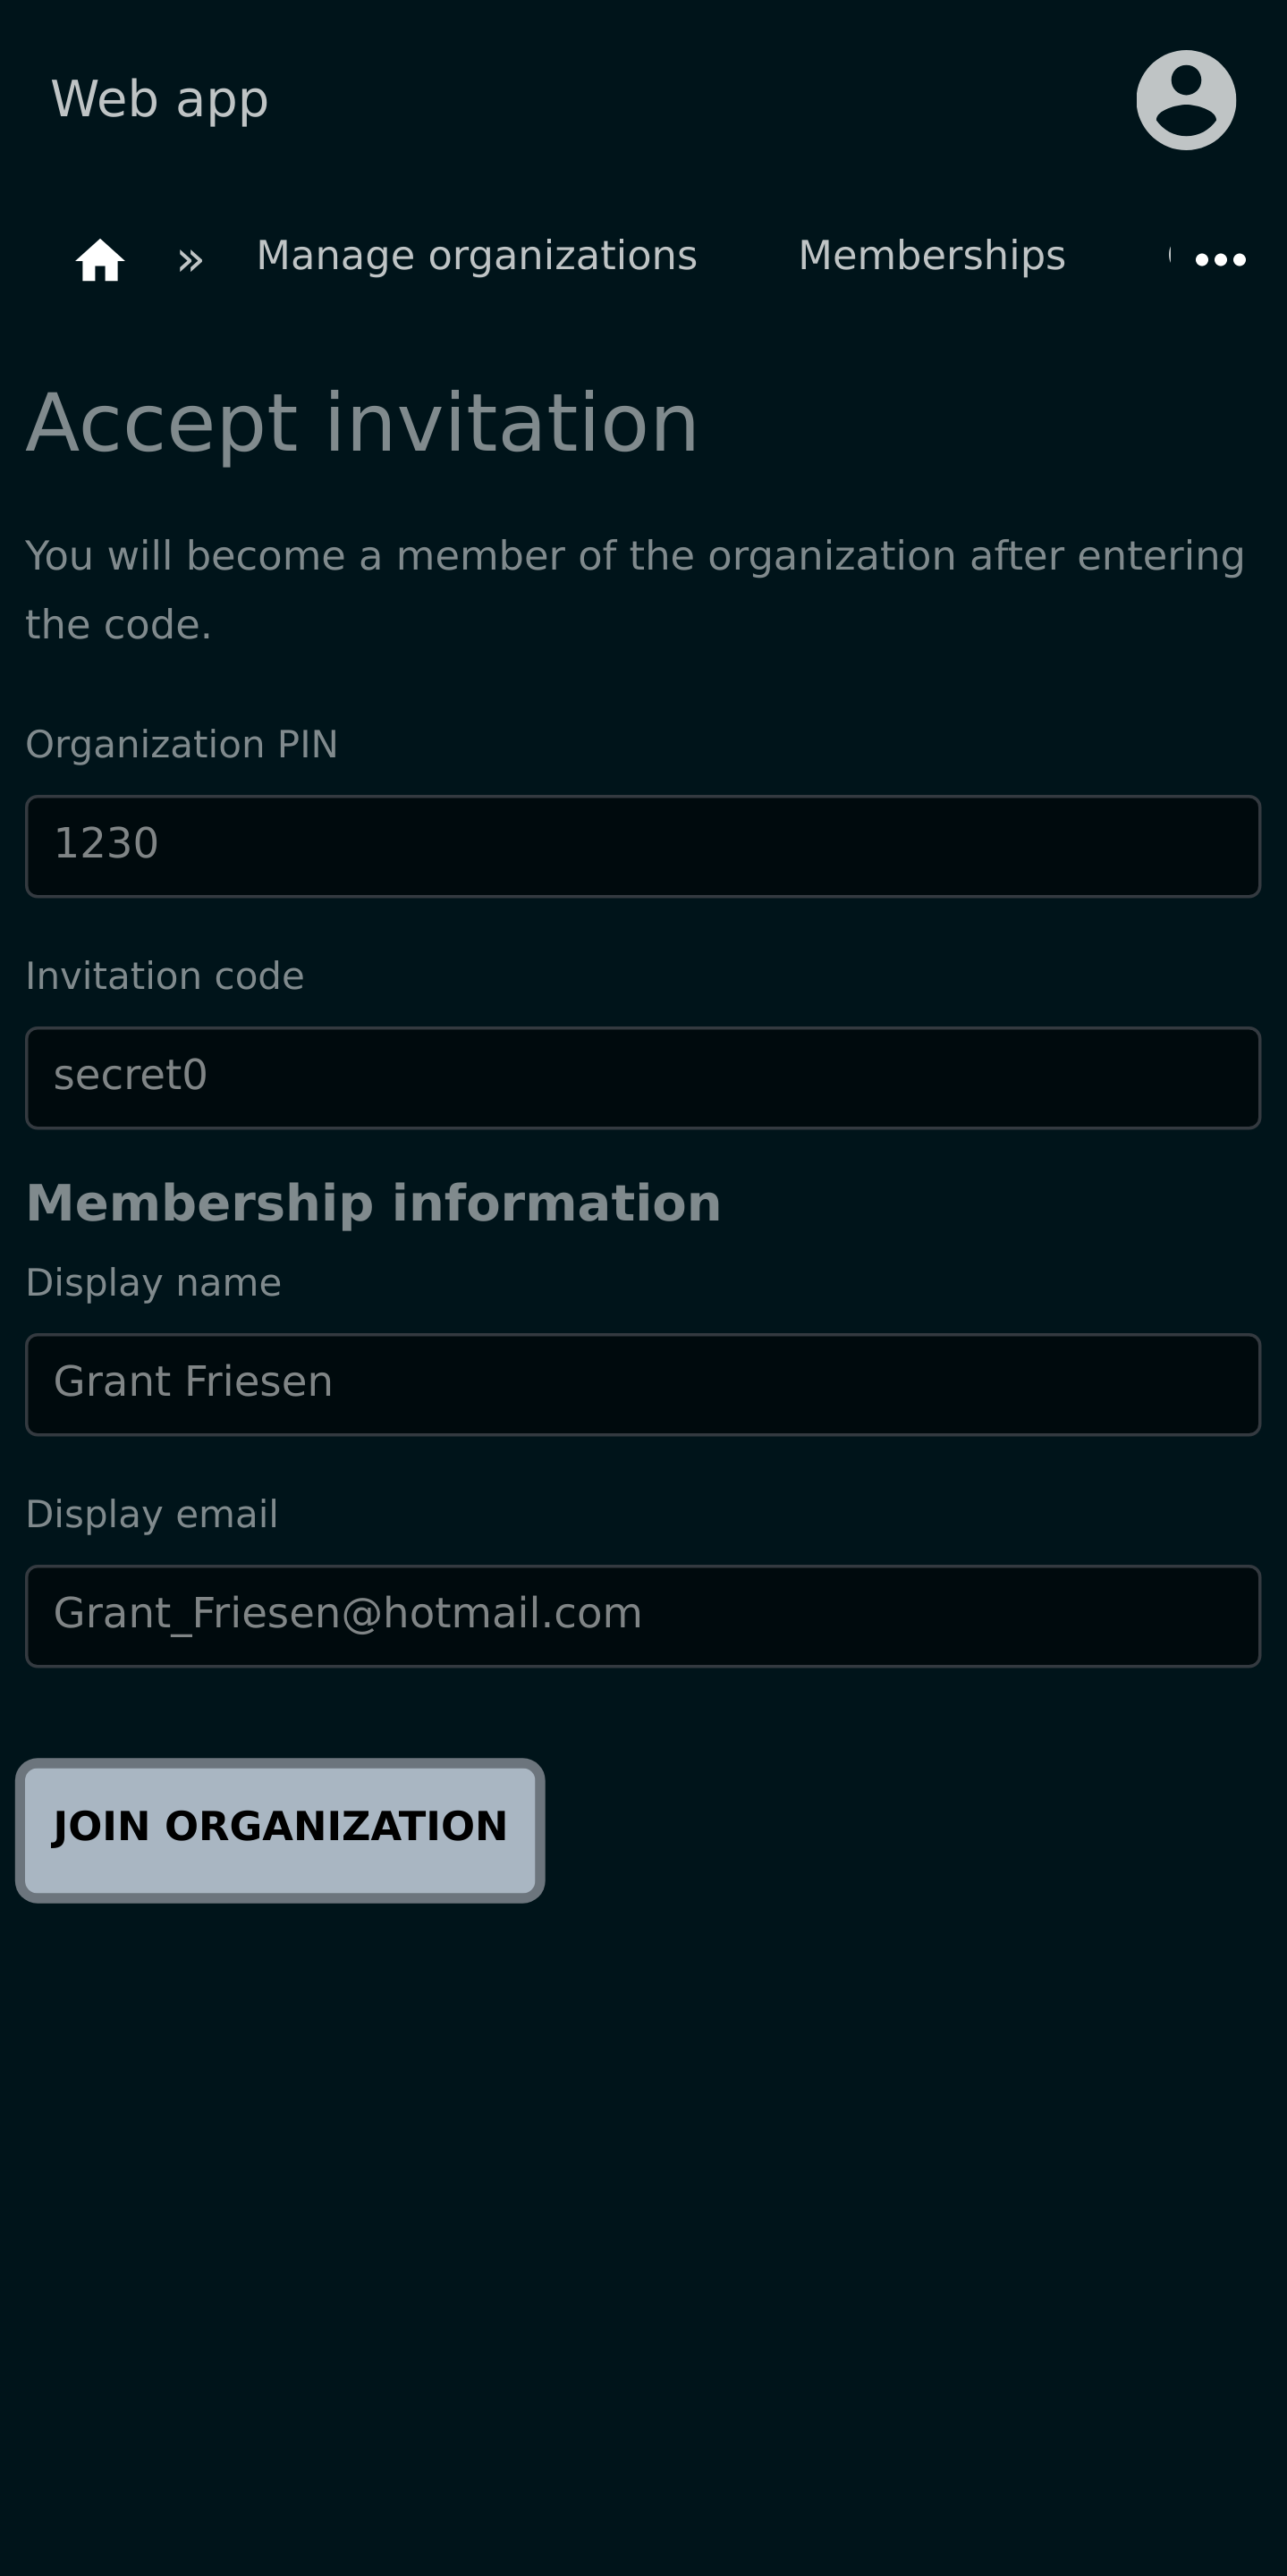 Web app
» Manage organizations Memberships
Accept invitation
You will become a member of the organization after entering
the code.
Organization PIN
1230
Invitation code
secret0
Membership information
Display name
Grant Friesen
Display email
Grant_Friesen@hotmail.com
JOIN ORGANIZATION